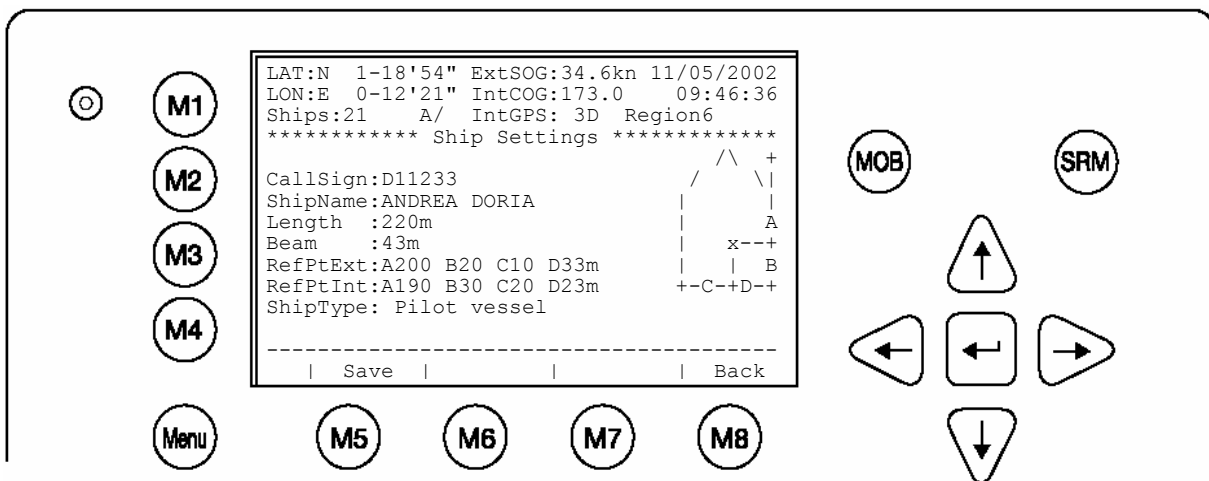 LAT:N 1-18'54" ExtSOG:34.6kn 11/05/2002
LON:E 0-12'21" IntCOG:173.0 09:46:36
Ships:21 A/ IntGPS: 3D Region6
************ Ship Settings *************
/\ +
CallSign:D11233 / \|
ShipName:ANDREA DORIA | |
Length :220m | A
Beam :43m | x--+
RefPtExt:A200 B20 C10 D33m | | B
RefPtInt:A190 B30 C20 D23m +-C-+D-+
ShipType: Pilot vessel
----------------------------------------
| Save | | | Back
M1
M2
M3
M4
Menu
M5
M6
M7
M8
MOB
SRM